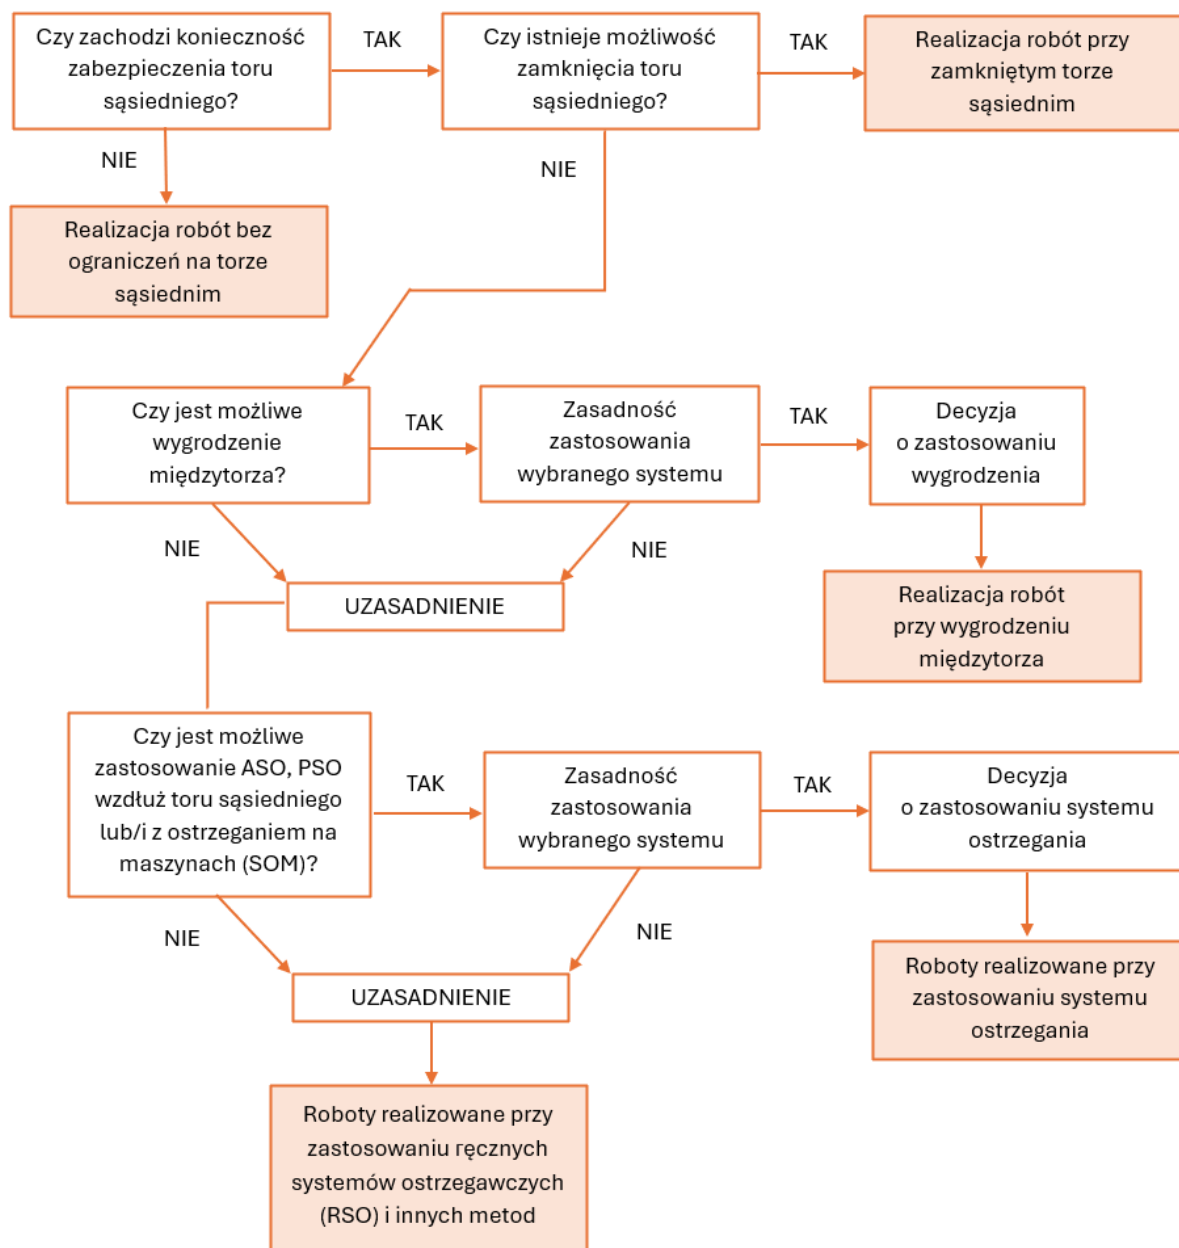 Czy zachodzi konieczność
zabezpieczenia toru
sąsiedniego?
TAK
Czy istnieje możliwość
zamknięcia toru
sąsiedniego?
TAK
Realizacja robót przy
zamkniętym torze
sąsiednim
NIE
NIE
Realizacja robót bez
ograniczeń na torze
sąsiednim
Czy jest możliwe
wygrodzenie
międzytorza?
TAK
Zasadność
zastosowania
wybranego systemu
TAK
Decyzja
o zastosowaniu
wygrodzenia
NIE
NIE
UZASADNIENIE
Realizacja robót
przy wygrodzeniu
międzytorza
Czy jest możliwe
zastosowanie ASO, PSO
wzdłuż toru sąsiedniego
lub/i z ostrzeganiem na
maszynach (SOM)?
TAK
Zasadność
zastosowania
wybranego systemu
TAK
Decyzja
o zastosowaniu systemu
ostrzegania
NIE
NIE
UZASADNIENIE
Roboty realizowane przy
zastosowaniu systemu
ostrzegania
Roboty realizowane przy
zastosowaniu ręcznych
systemów ostrzegawczych
(RSO) i innych metod